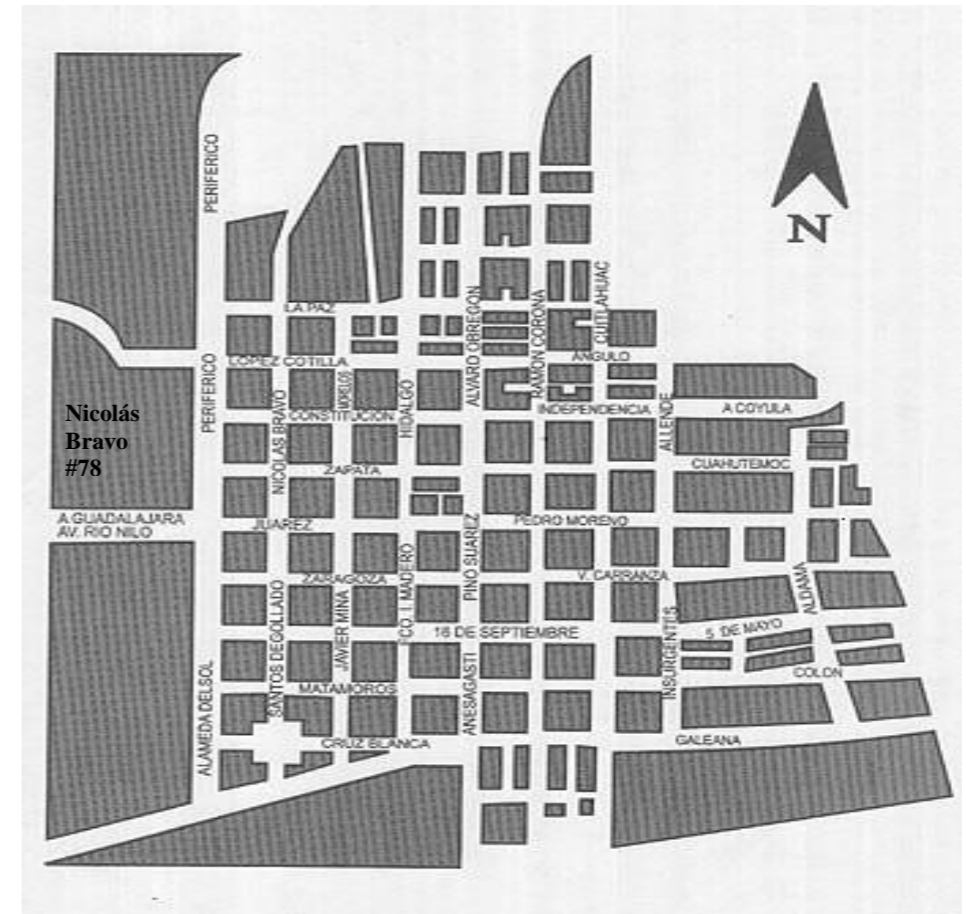 PERIFERICO
LA PAZ
CUITLAHUAC
ALVARO OBREGON
RAMON CORONA
LOPEZ COTILLA
ANGULO
PERIFERICO
MORELOS
HIDALGO
Nicolás
Bravo
#78
CONSTITUCION
INDEPENDENCIA
A COYULA
NICOLAS BRAVO
ALLENDE
ZAPATA
CUAHUTEMOC
A GUADALAJARA
AV. RIO NILO
JUAREZ
PEDRO MORENO
PINO SUAREZ
FCO. I. MADERO
ZARAGOZA
V. CARRANZA
ALDAMA
SANTOS DEGOLLADO
JAVIER MINA
16 DE SEPTIEMBRE
5 DE MAYO
INSURGENTES
COLON
MATAMOROS
ANESAGASTI
ALAMEDA DEL SOL
CRUZ BLANCA
GALEANA
N